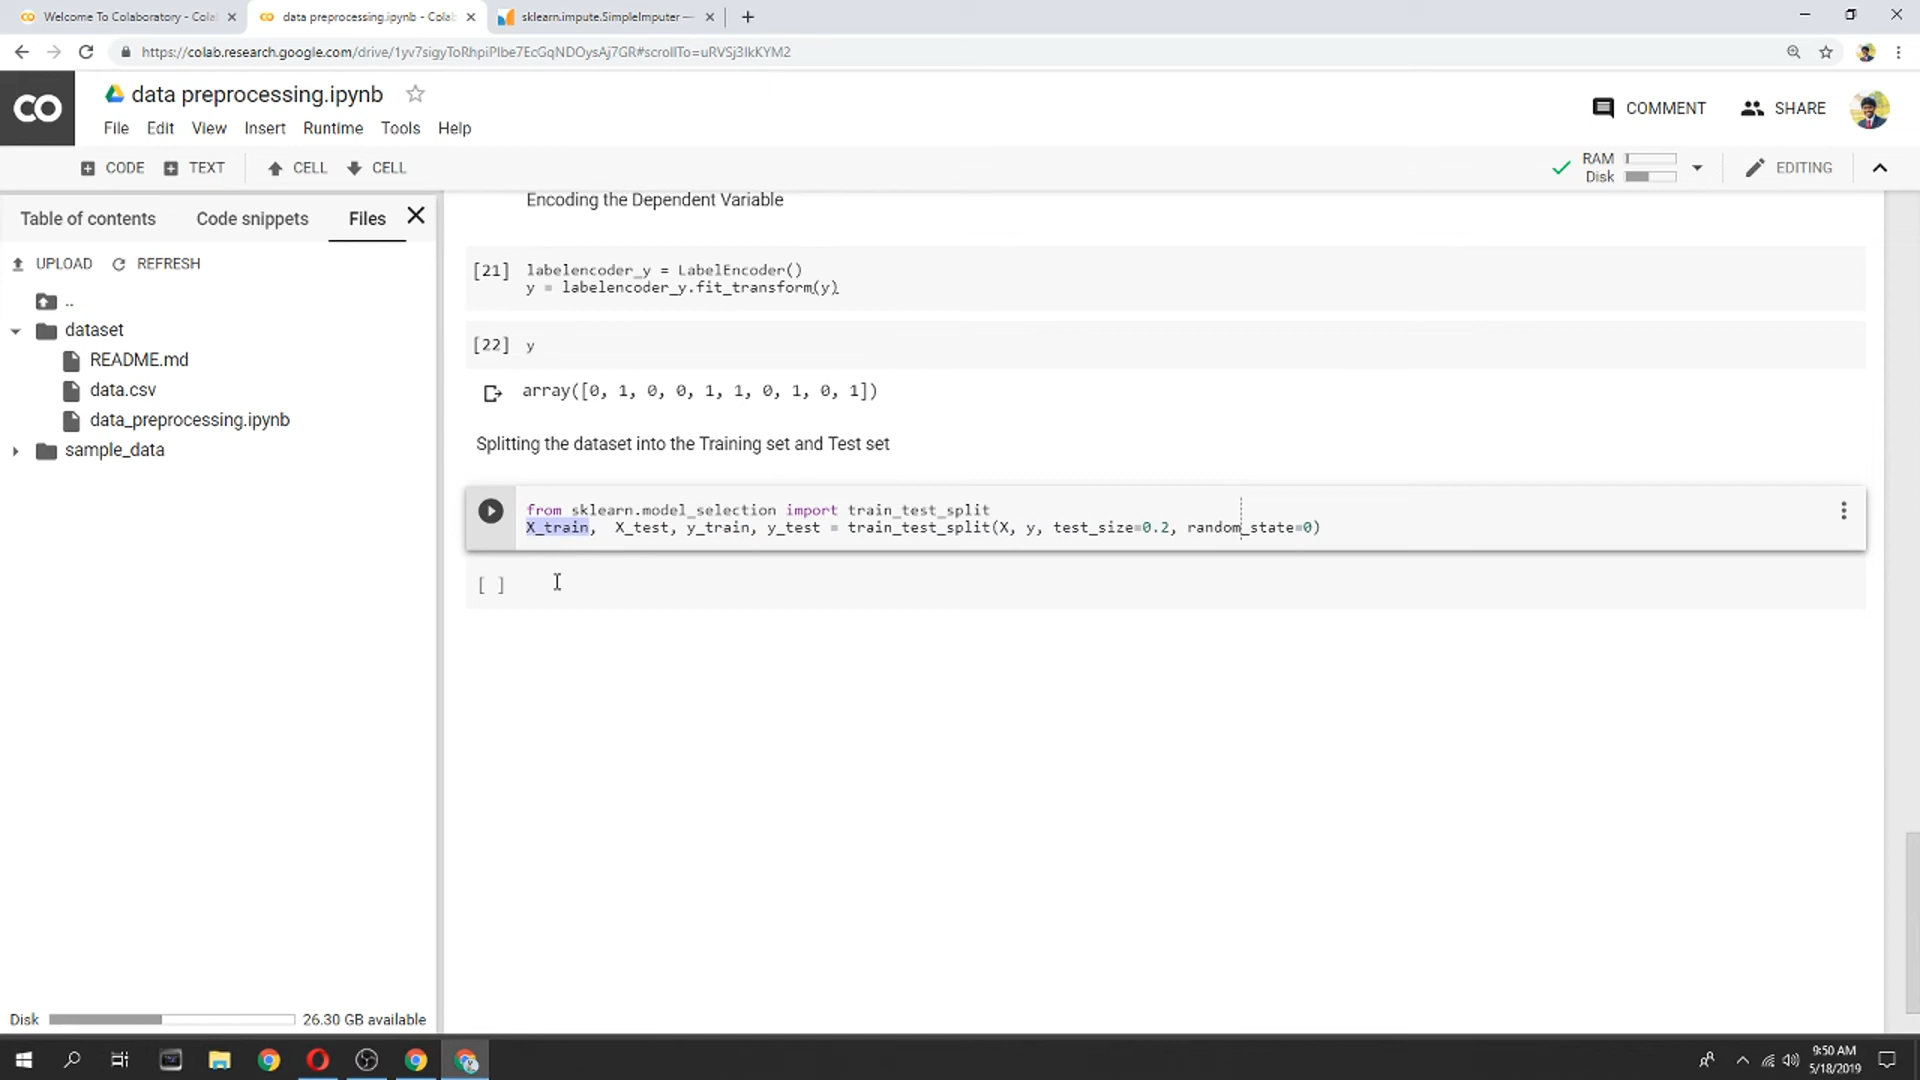 Welcome To Colaboratory - Cola
data preprocessing.ipynb - Colab
sklearn.impute.SimpleImputer —
https://colab.research.google.com/drive/1yv7sigyToRhpiPlbe7EcGqNDOysAj7GR#scrollTo=uRVSj3IkKYM2
CO
data preprocessing.ipynb
COMMENT
SHARE
File Edit View Insert Runtime Tools Help
CODE TEXT CELL CELL
RAM
Disk
EDITING
Table of contents Code snippets Files
UPLOAD REFRESH
..
dataset
README.md
data.csv
data_preprocessing.ipynb
sample_data
Disk 26.30 GB available
Encoding the Dependent Variable
[21] labelencoder_y = LabelEncoder()
y = labelencoder_y.fit_transform(y)
[22] y
array([0, 1, 0, 0, 1, 1, 0, 1, 0, 1])
Splitting the dataset into the Training set and Test set
from sklearn.model_selection import train_test_split
X_train, X_test, y_train, y_test = train_test_split(X, y, test_size=0.2, random_state=0)
[ ]
9:50 AM
5/18/2019